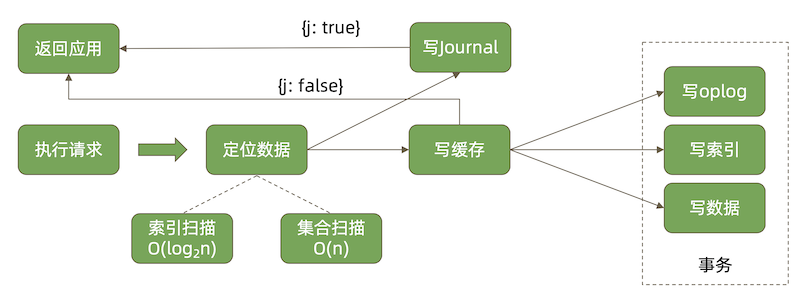 {j: true}
返回应用
写Journal
{j: false}
写oplog
执行请求
定位数据
写缓存
写索引
写数据
索引扫描
O(log₂n)
集合扫描
O(n)
事务